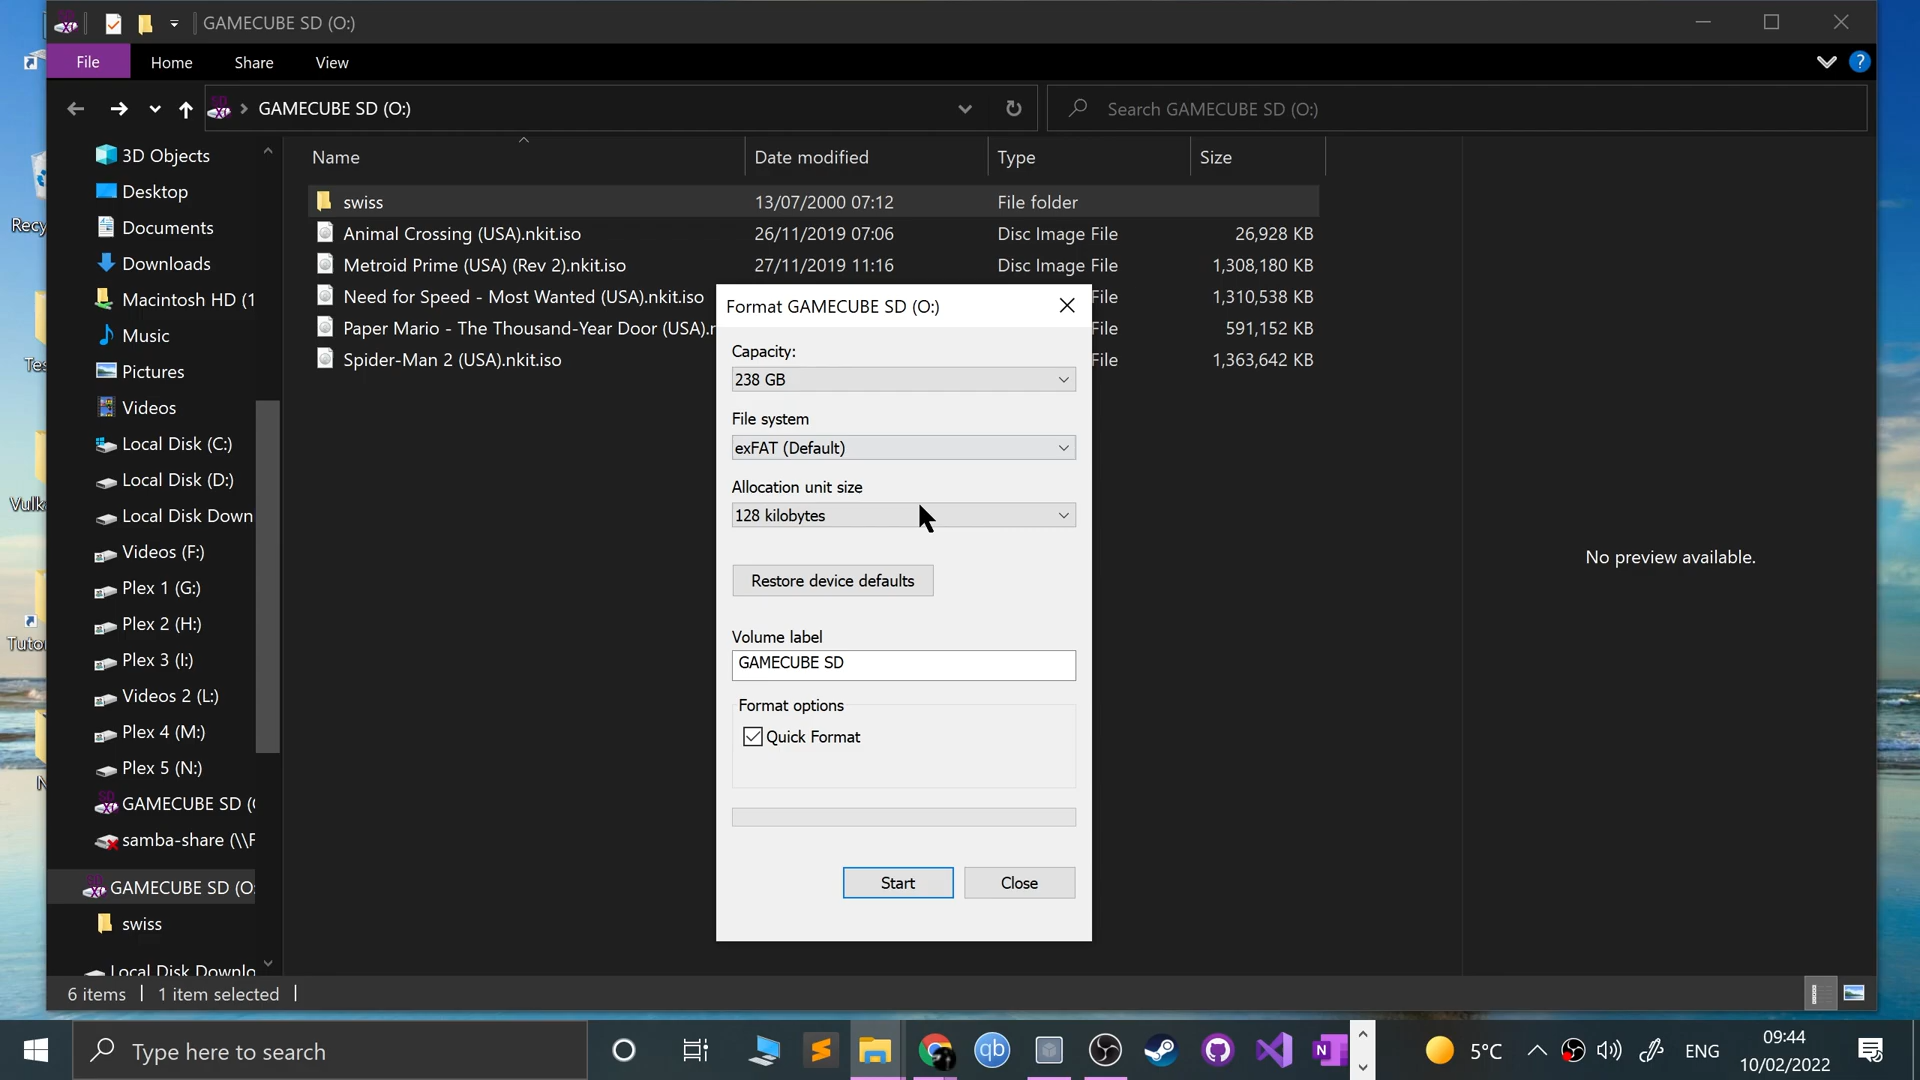 GAMECUBE SD (O:)
File Home Share View
GAMECUBE SD (O:)
Search GAMECUBE SD (O:)
Name Date modified Type Size
swiss 13/07/2000 07:12 File folder
Animal Crossing (USA).nkit.iso 26/11/2019 07:06 Disc Image File 26,928 KB
Metroid Prime (USA) (Rev 2).nkit.iso 27/11/2019 11:16 Disc Image File 1,308,180 KB
Need for Speed - Most Wanted (USA).nkit.iso File 1,310,538 KB
Paper Mario - The Thousand-Year Door (USA).n File 591,152 KB
Spider-Man 2 (USA).nkit.iso File 1,363,642 KB
3D Objects
Desktop
Documents
Downloads
Macintosh HD (1
Music
Pictures
Videos
Local Disk (C:)
Local Disk (D:)
Local Disk Down
Videos (F:)
Plex 1 (G:)
Plex 2 (H:)
Plex 3 (I:)
Videos 2 (L:)
Plex 4 (M:)
Plex 5 (N:)
GAMECUBE SD (
samba-share (\\F
GAMECUBE SD (O:
swiss
Local Disk Downlo
Format GAMECUBE SD (O:)
Capacity:
238 GB
File system
exFAT (Default)
Allocation unit size
128 kilobytes
Restore device defaults
Volume label
GAMECUBE SD
Format options
Quick Format
Start Close
No preview available.
6 items 1 item selected
Recy
Tes
Vulk
Tuto
N
Type here to search
qb
N
5°C
ENG
09:44
10/02/2022